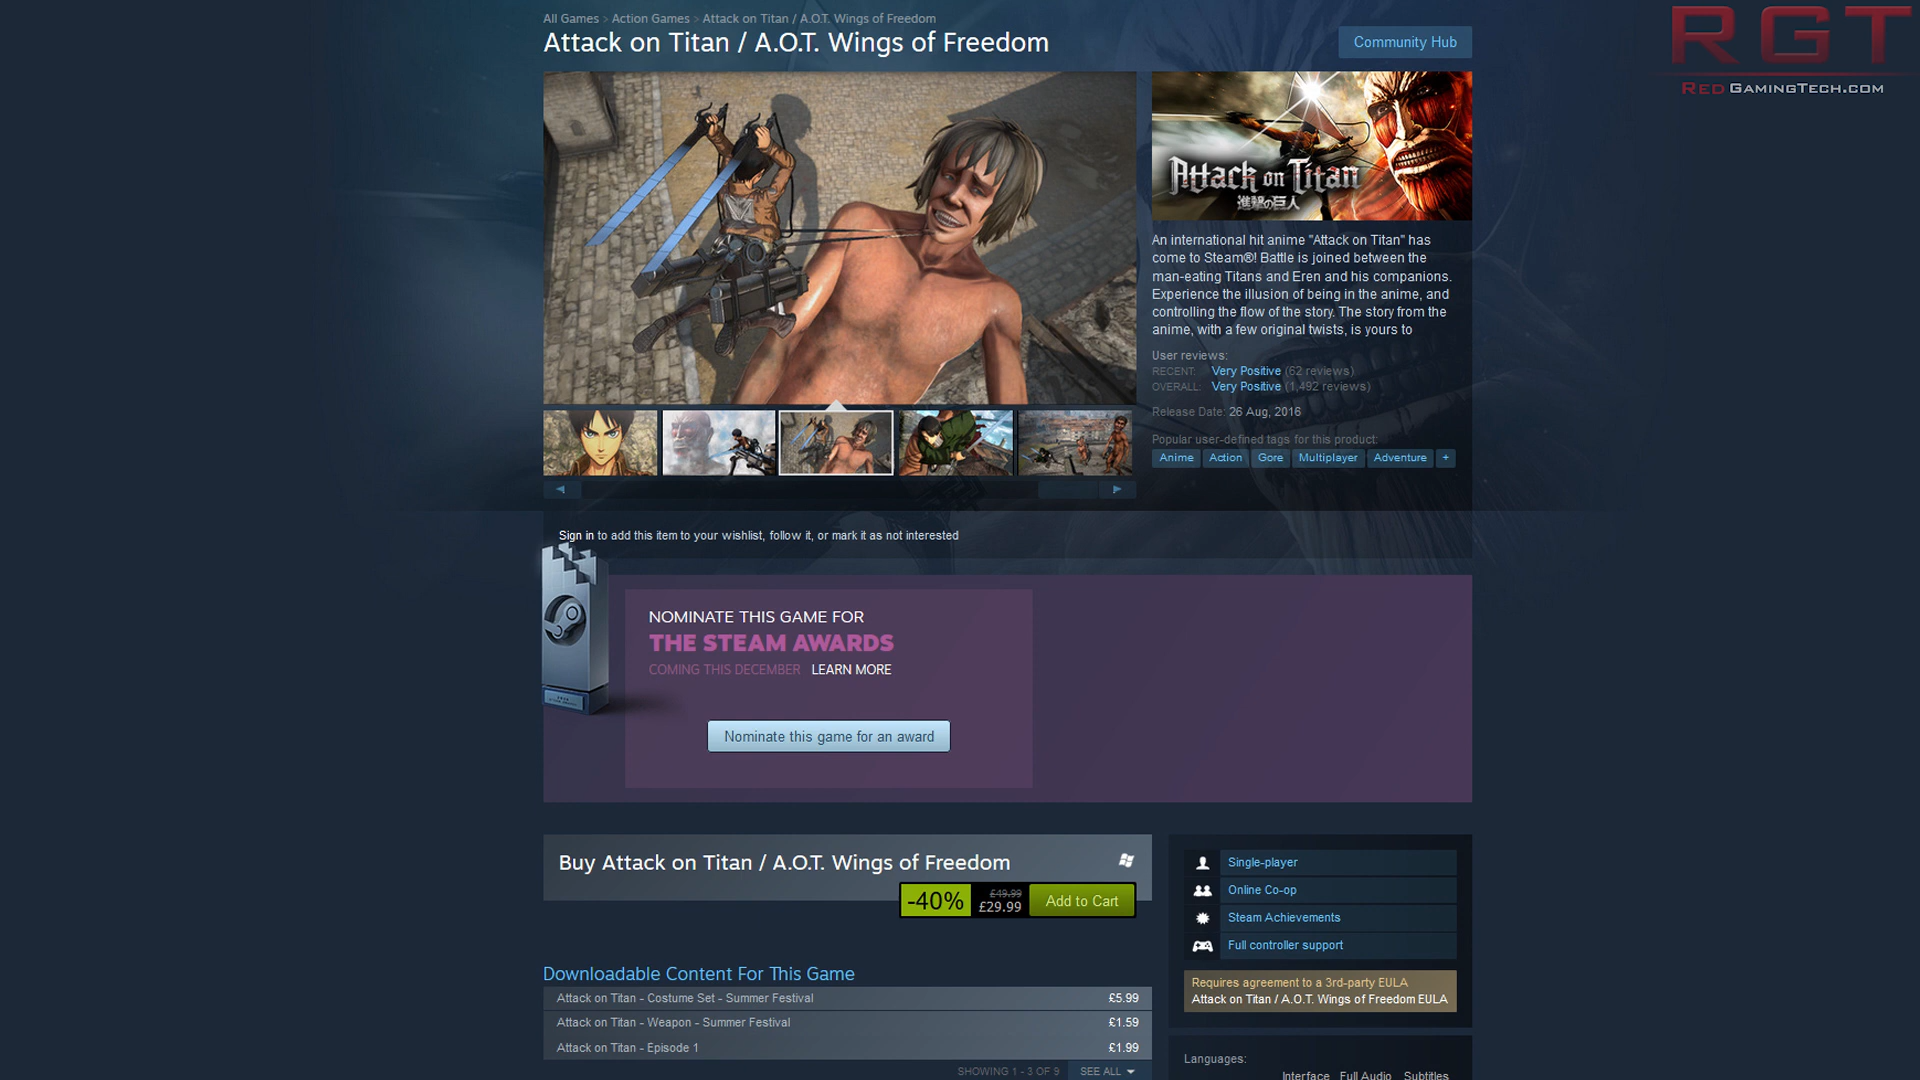 All Games > Action Games > Attack on Titan / A.O.T. Wings of Freedom
Attack on Titan / A.O.T. Wings of Freedom
Community Hub
RGT
RED GAMINGTECH.COM
Attack on Titan
進撃の巨人
An international hit anime "Attack on Titan" has
come to Steam®! Battle is joined between the
man-eating Titans and Eren and his companions.
Experience the illusion of being in the anime, and
controlling the flow of the story. The story from the
anime, with a few original twists, is yours to
User reviews:
RECENT: Very Positive (62 reviews)
OVERALL: Very Positive (1,492 reviews)
Release Date: 26 Aug, 2016
Popular user-defined tags for this product:
Anime Action Gore Multiplayer Adventure +
Sign in to add this item to your wishlist, follow it, or mark it as not interested
NOMINATE THIS GAME FOR
THE STEAM AWARDS
COMING THIS DECEMBER LEARN MORE
Nominate this game for an award
Buy Attack on Titan / A.O.T. Wings of Freedom
-40% £49.99 £29.99 Add to Cart
Downloadable Content For This Game
Attack on Titan - Costume Set - Summer Festival £5.99
Attack on Titan - Weapon - Summer Festival £1.59
Attack on Titan - Episode 1 £1.99
SHOWING 1 - 3 OF 9 SEE ALL
Single-player
Online Co-op
Steam Achievements
Full controller support
Requires agreement to a 3rd-party EULA
Attack on Titan / A.O.T. Wings of Freedom EULA
Languages:
Interface Full Audio Subtitles